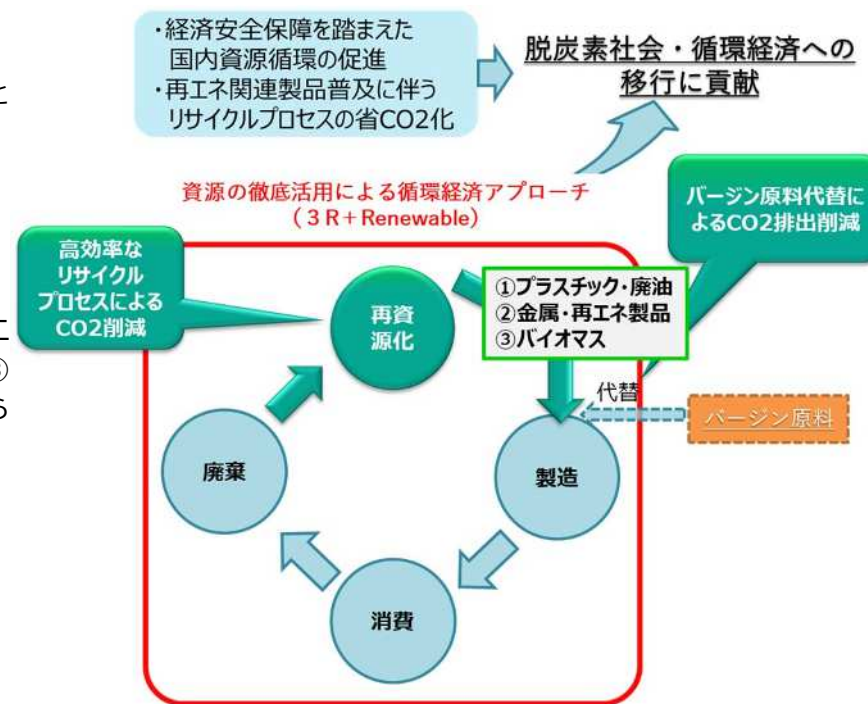 ・経済安全保障を踏まえた
国内資源循環の促進
・再エネ関連製品普及に伴う
リサイクルプロセスの省CO2化
脱炭素社会・循環経済への
移行に貢献
と
資源の徹底活用による循環経済アプローチ
（３R＋Renewable）
バージン原料代替に
よるCO2排出削減
高効率な
リサイクル
プロセスによる
CO2削減
再資
源化
①プラスチック・廃油
②金属・再エネ製品
③バイオマス
ら
代替
バージン原料
廃棄
製造
消費